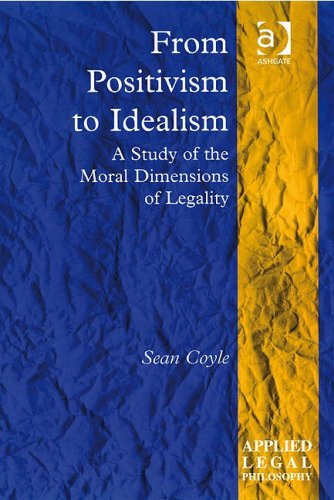 From
Positivism
to Idealism
A Study of the
Moral Dimensions
of Legality
a
ASHGATE
Sean Coyle
APPLIED
LEGAL
PHILOSOPHY